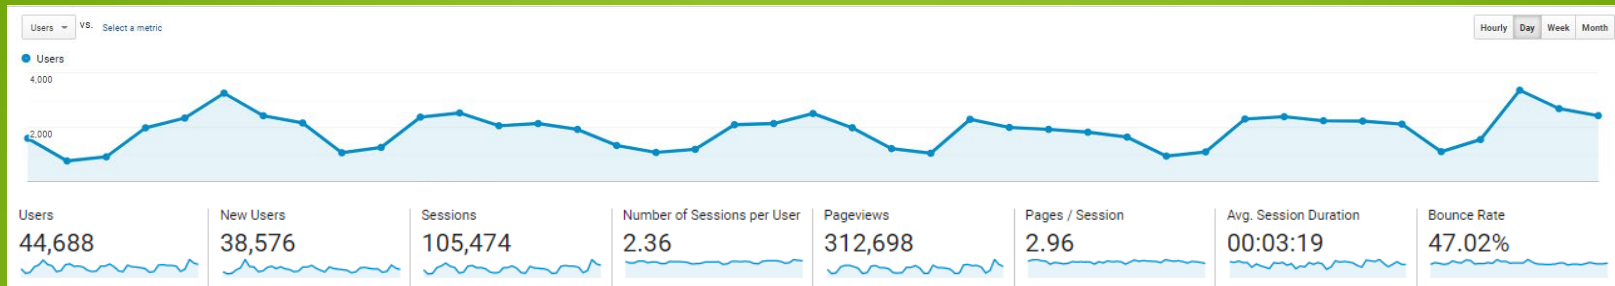 Users vs. Select a metric
Hourly Day Week Month
Users
4,000
2,000
Users
44,688
New Users
38,576
Sessions
105,474
Number of Sessions per User
2.36
Pageviews
312,698
Pages / Session
2.96
Avg. Session Duration
00:03:19
Bounce Rate
47.02%